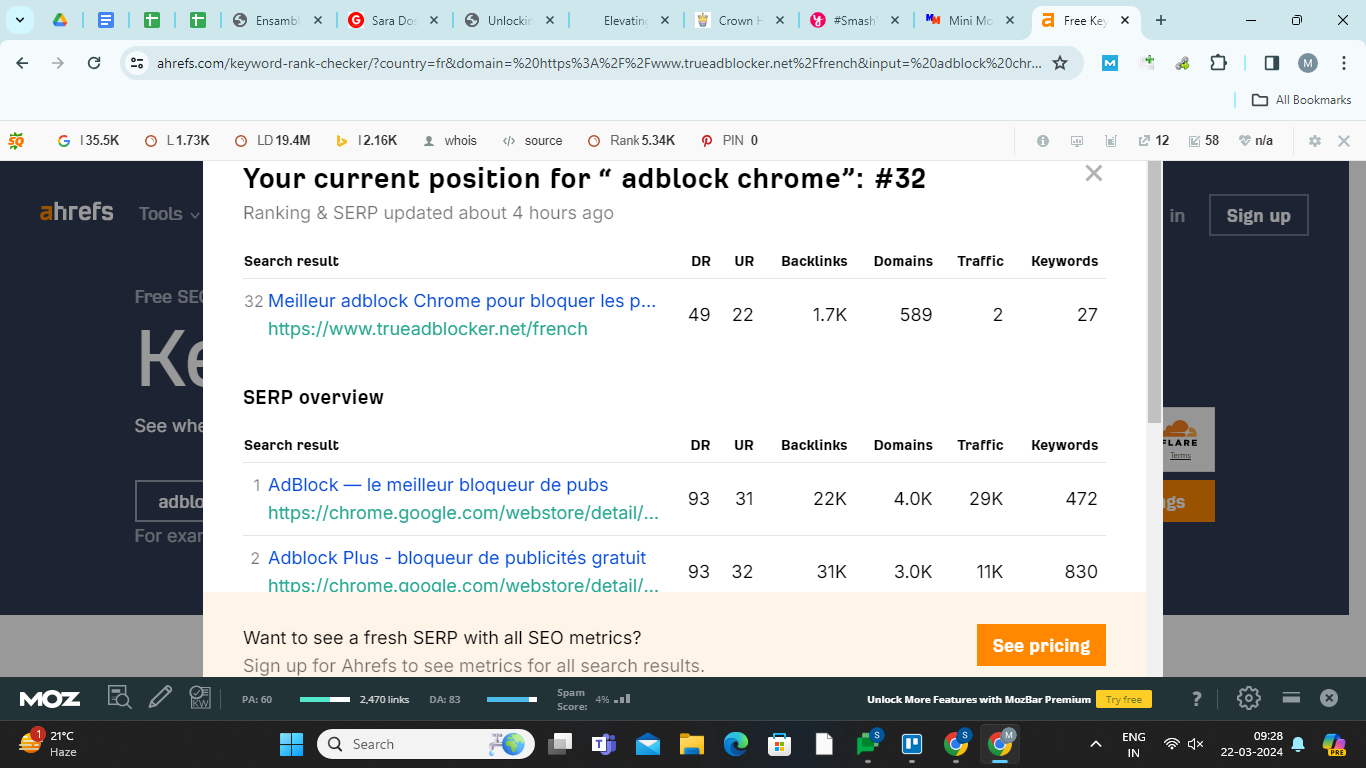 Ensambl
Sara Dos
Unlockin
Elevating
Crown H
#Smash
Mini Mo
Free Key
ahrefs.com/keyword-rank-checker/?country=fr&domain=%20https%3A%2F%2Fwww.trueadblocker.net%2Ffrench&input=%20adblock%20chr...
M
All Bookmarks
SQ I 35.5K L 1.73K LD 19.4M I 2.16K whois source Rank 5.34K PIN 0 12 58 n/a
ahrefs Tools in Sign up
Your current position for “ adblock chrome”: #32
Ranking & SERP updated about 4 hours ago
Search result DR UR Backlinks Domains Traffic Keywords
32 Meilleur adblock Chrome pour bloquer les p... 49 22 1.7K 589 2 27
https://www.trueadblocker.net/french
Free SEO
Ke
See whe
SERP overview
Search result DR UR Backlinks Domains Traffic Keywords
1 AdBlock — le meilleur bloqueur de pubs 93 31 22K 4.0K 29K 472
https://chrome.google.com/webstore/detail/...
2 Adblock Plus - bloqueur de publicités gratuit 93 32 31K 3.0K 11K 830
https://chrome.google.com/webstore/detail/...
FLARE
Terms
adblo
gs
For exar
Want to see a fresh SERP with all SEO metrics?
Sign up for Ahrefs to see metrics for all search results.
See pricing
MOZ KW PA: 60 2,470 links DA: 83 Spam Score: 4% Unlock More Features with MozBar Premium Try free ?
1 21°C
Haze
Search
S
S
M
ENG
IN
09:28
22-03-2024
PRE